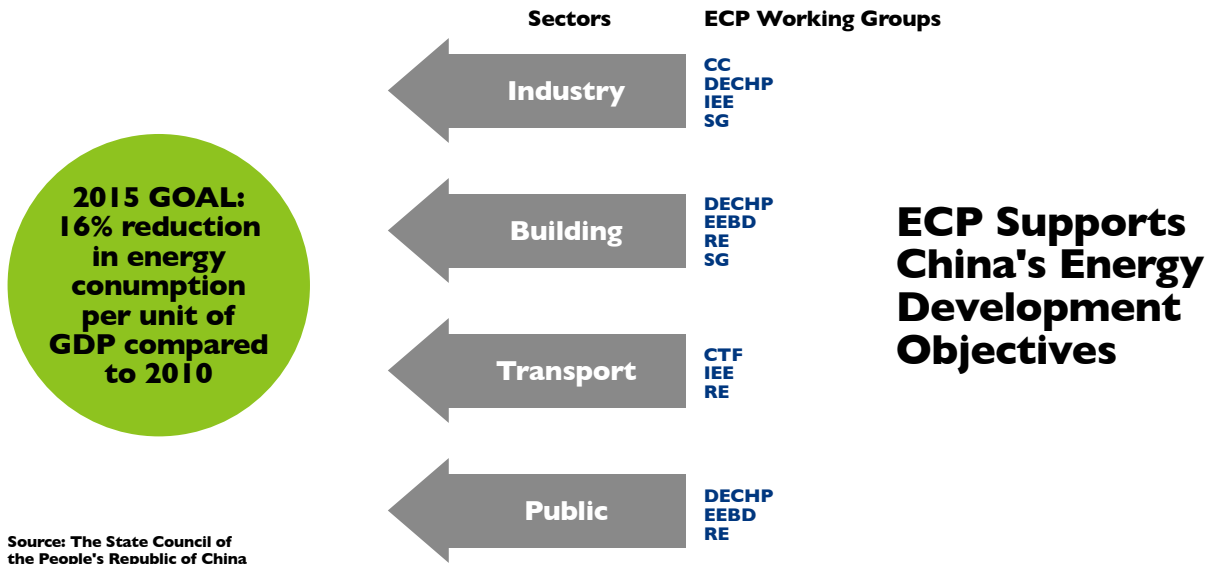 Sectors
ECP Working Groups
Industry
CC
DECHP
IEE
SG
Building
DECHP
EEBD
RE
SG
Transport
CTF
IEE
RE
Public
DECHP
EEBD
RE
2015 GOAL:
16% reduction
in energy
conumption
per unit of
GDP compared
to 2010
ECP Supports
China's Energy
Development
Objectives
Source: The State Council of
the People's Republic of China